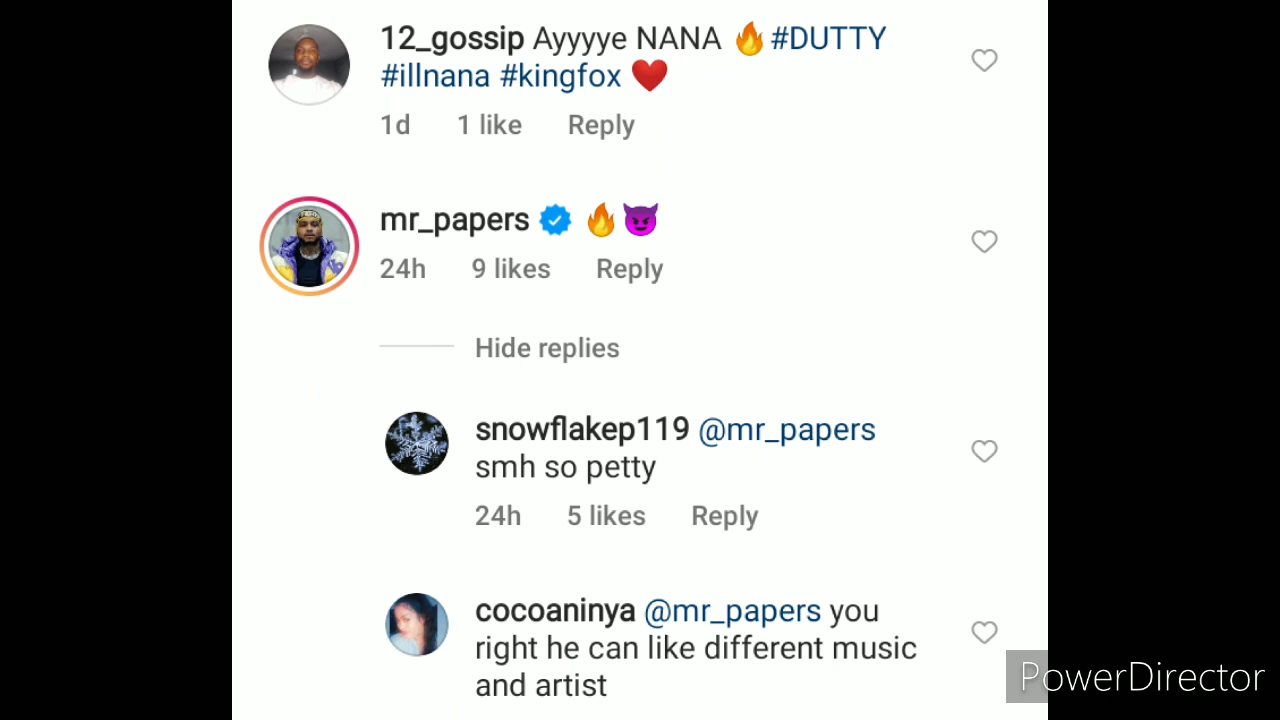 12_gossip Ayyyye NANA 🔥 #DUTTY
#illnana #kingfox ❤️
1d 1 like Reply
mr_papers 🔥😈
24h 9 likes Reply
Hide replies
snowflakep119 @mr_papers
smh so petty
24h 5 likes Reply
cocoaninya @mr_papers you
right he can like different music
and artist
PowerDirector